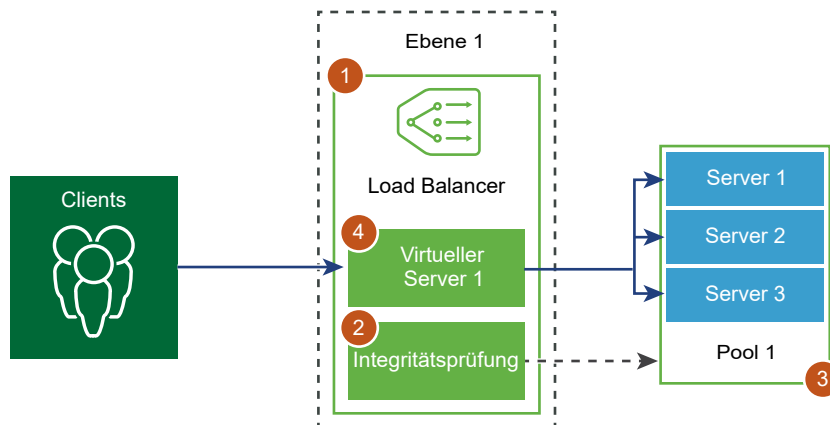 Ebene 1
1
Load Balancer
Clients
4
Virtueller
Server 1
2
Integritätsprüfung
Server 1
Server 2
Server 3
Pool 1
3